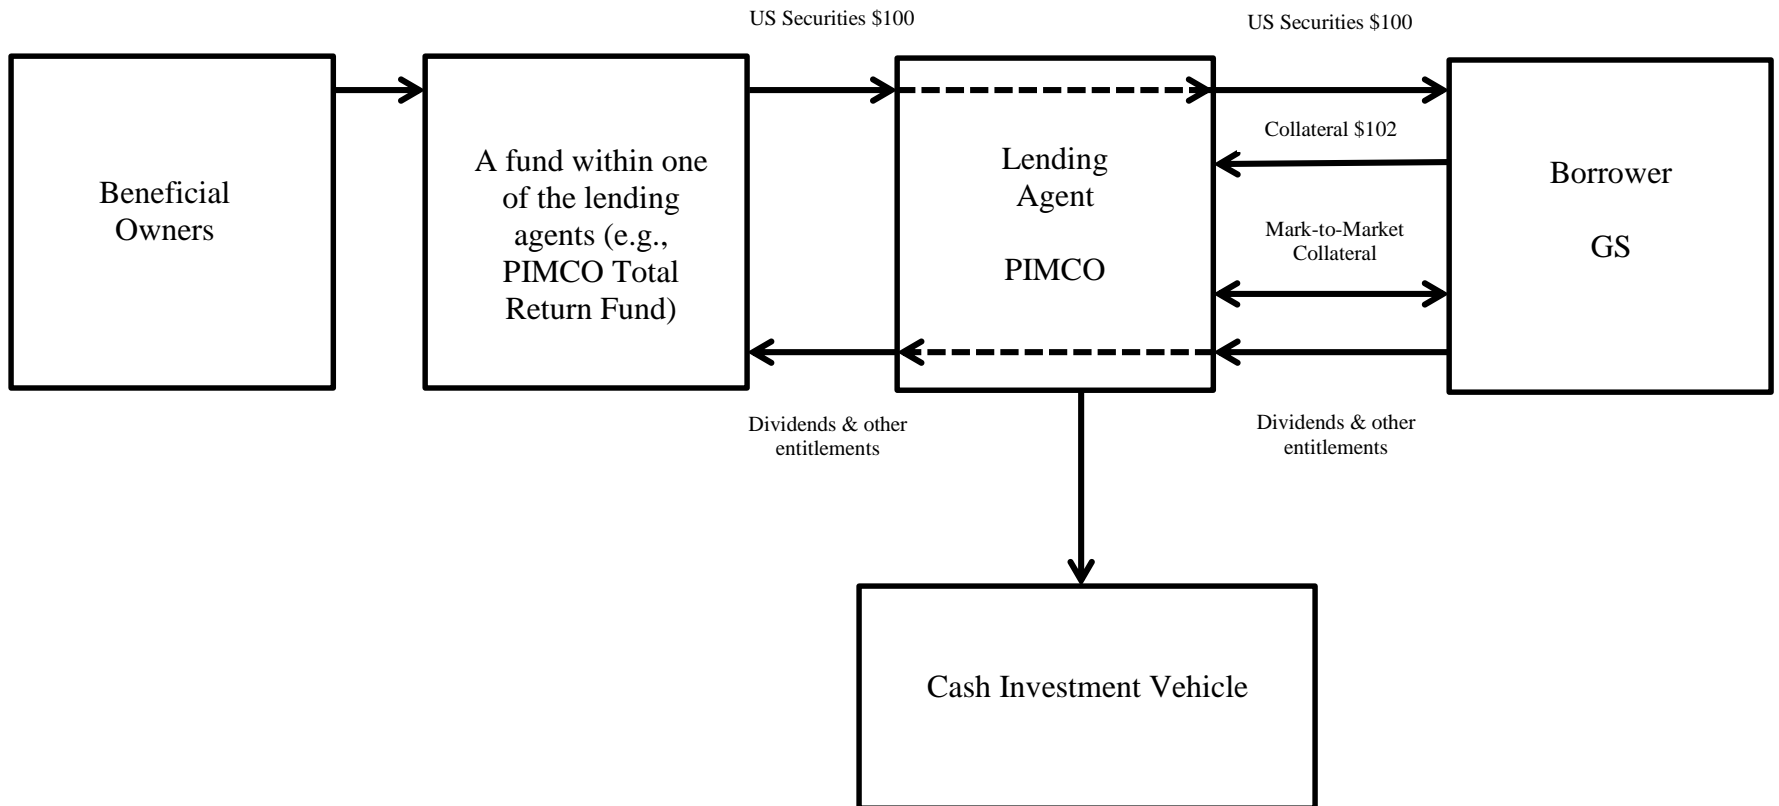 US Securities $100
US Securities $100
Beneficial
Owners
A fund within one
of the lending
agents (e.g.,
PIMCO Total
Return Fund)
Lending
Agent
PIMCO
Collateral $102
Mark-to-Market
Collateral
Borrower
GS
Dividends & other
entitlements
Dividends & other
entitlements
Cash Investment Vehicle